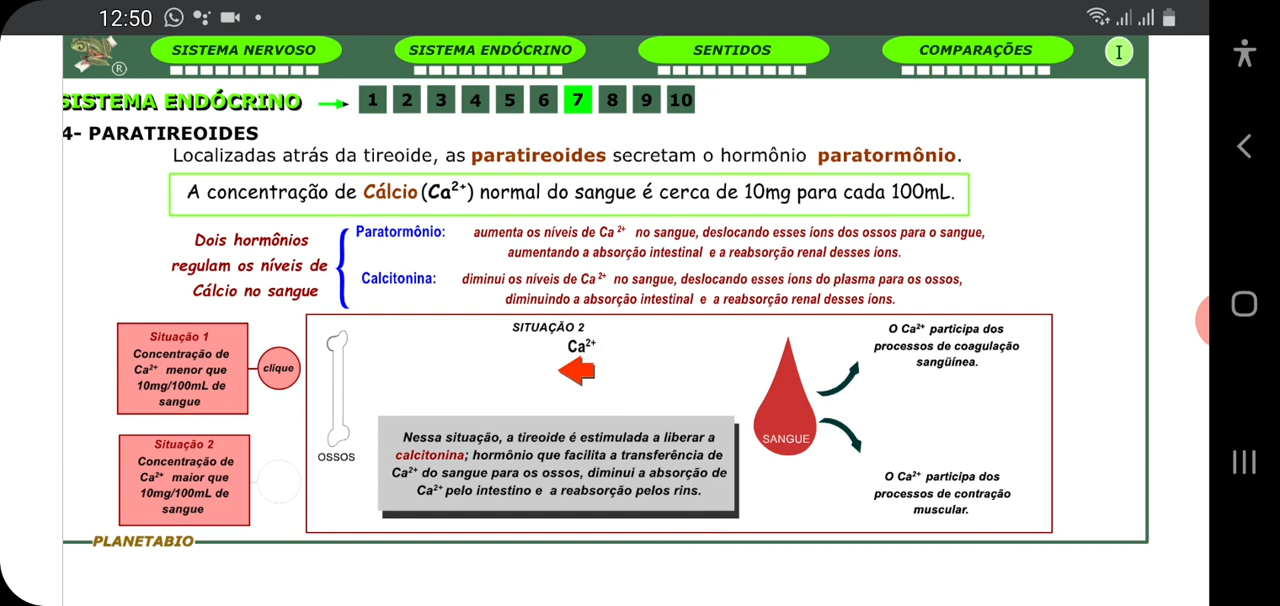 12:50
SISTEMA NERVOSO
SISTEMA ENDÓCRINO
SENTIDOS
COMPARAÇÕES
I
®
SISTEMA ENDÓCRINO 1 2 3 4 5 6 7 8 9 10
4- PARATIREOIDES
Localizadas atrás da tireoide, as paratireoides secretam o hormônio paratormônio.
A concentração de Cálcio (Ca²⁺) normal do sangue é cerca de 10mg para cada 100mL.
Dois hormônios
regulam os níveis de
Cálcio no sangue
Paratormônio: aumenta os níveis de Ca²⁺ no sangue, deslocando esses íons dos ossos para o sangue,
aumentando a absorção intestinal e a reabsorção renal desses íons.
Calcitonina: diminui os níveis de Ca²⁺ no sangue, deslocando esses íons do plasma para os ossos,
diminuindo a absorção intestinal e a reabsorção renal desses íons.
Situação 1
Concentração de
Ca²⁺ menor que
10mg/100mL de
sangue
clique
Situação 2
Concentração de
Ca²⁺ maior que
10mg/100mL de
sangue
OSSOS
SITUAÇÃO 2
Ca²⁺
Nessa situação, a tireoide é estimulada a liberar a
calcitonina; hormônio que facilita a transferência de
Ca²⁺ do sangue para os ossos, diminui a absorção de
Ca²⁺ pelo intestino e a reabsorção pelos rins.
SANGUE
O Ca²⁺ participa dos
processos de coagulação
sangüínea.
O Ca²⁺ participa dos
processos de contração
muscular.
PLANETABIO